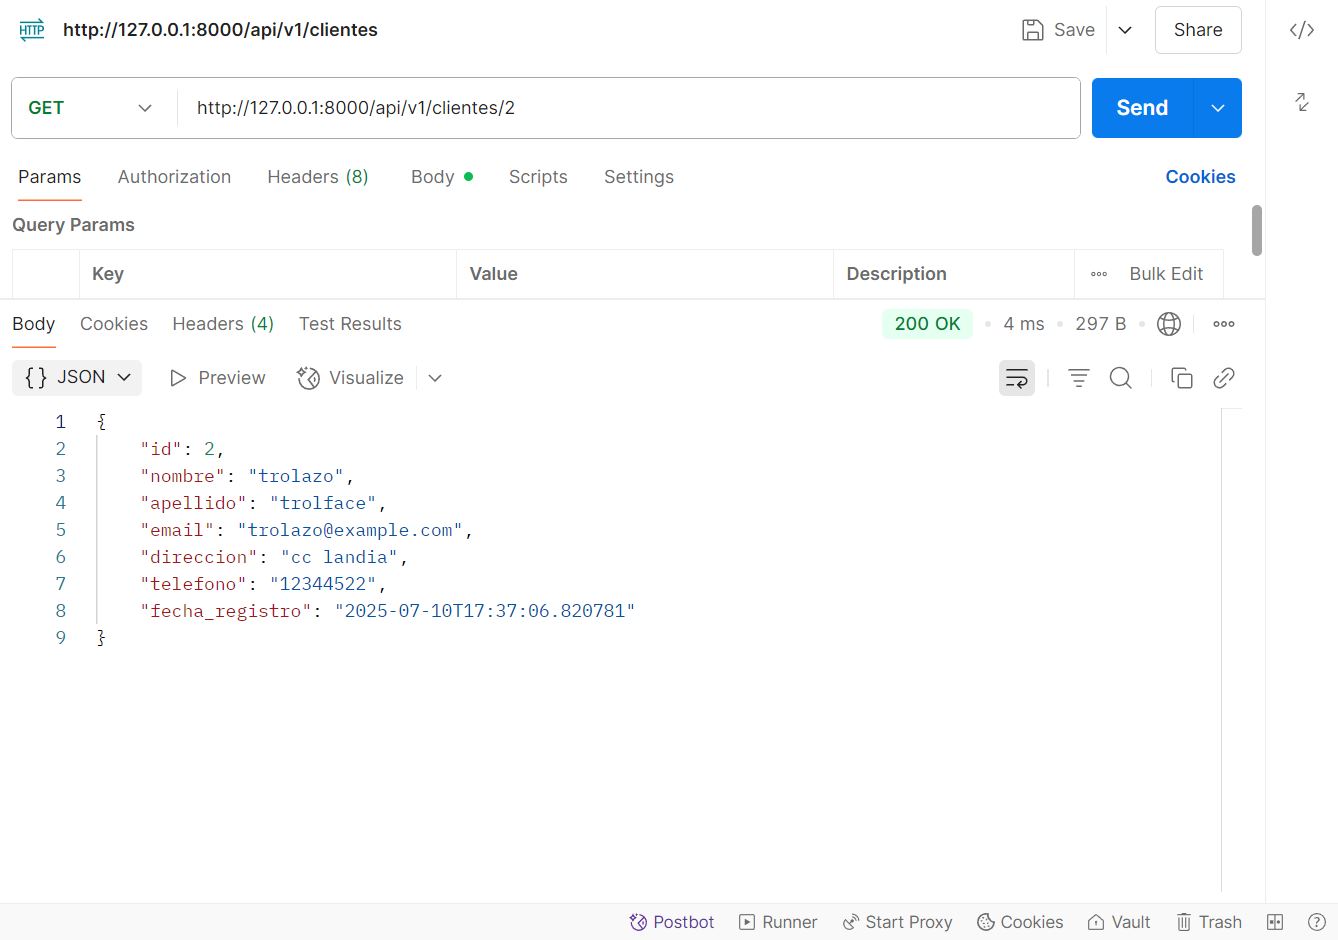 HTTP http://127.0.0.1:8000/api/v1/clientes Save Share
GET http://127.0.0.1:8000/api/v1/clientes/2 Send
Params Authorization Headers (8) Body Scripts Settings Cookies
Query Params
Key Value Description Bulk Edit
Body Cookies Headers (4) Test Results 200 OK 4 ms 297 B
{} JSON Preview Visualize
1 {
2 "id": 2,
3 "nombre": "trolazo",
4 "apellido": "trolface",
5 "email": "trolazo@example.com",
6 "direccion": "cc landia",
7 "telefono": "12344522",
8 "fecha_registro": "2025-07-10T17:37:06.820781"
9 }
Postbot Runner Start Proxy Cookies Vault Trash